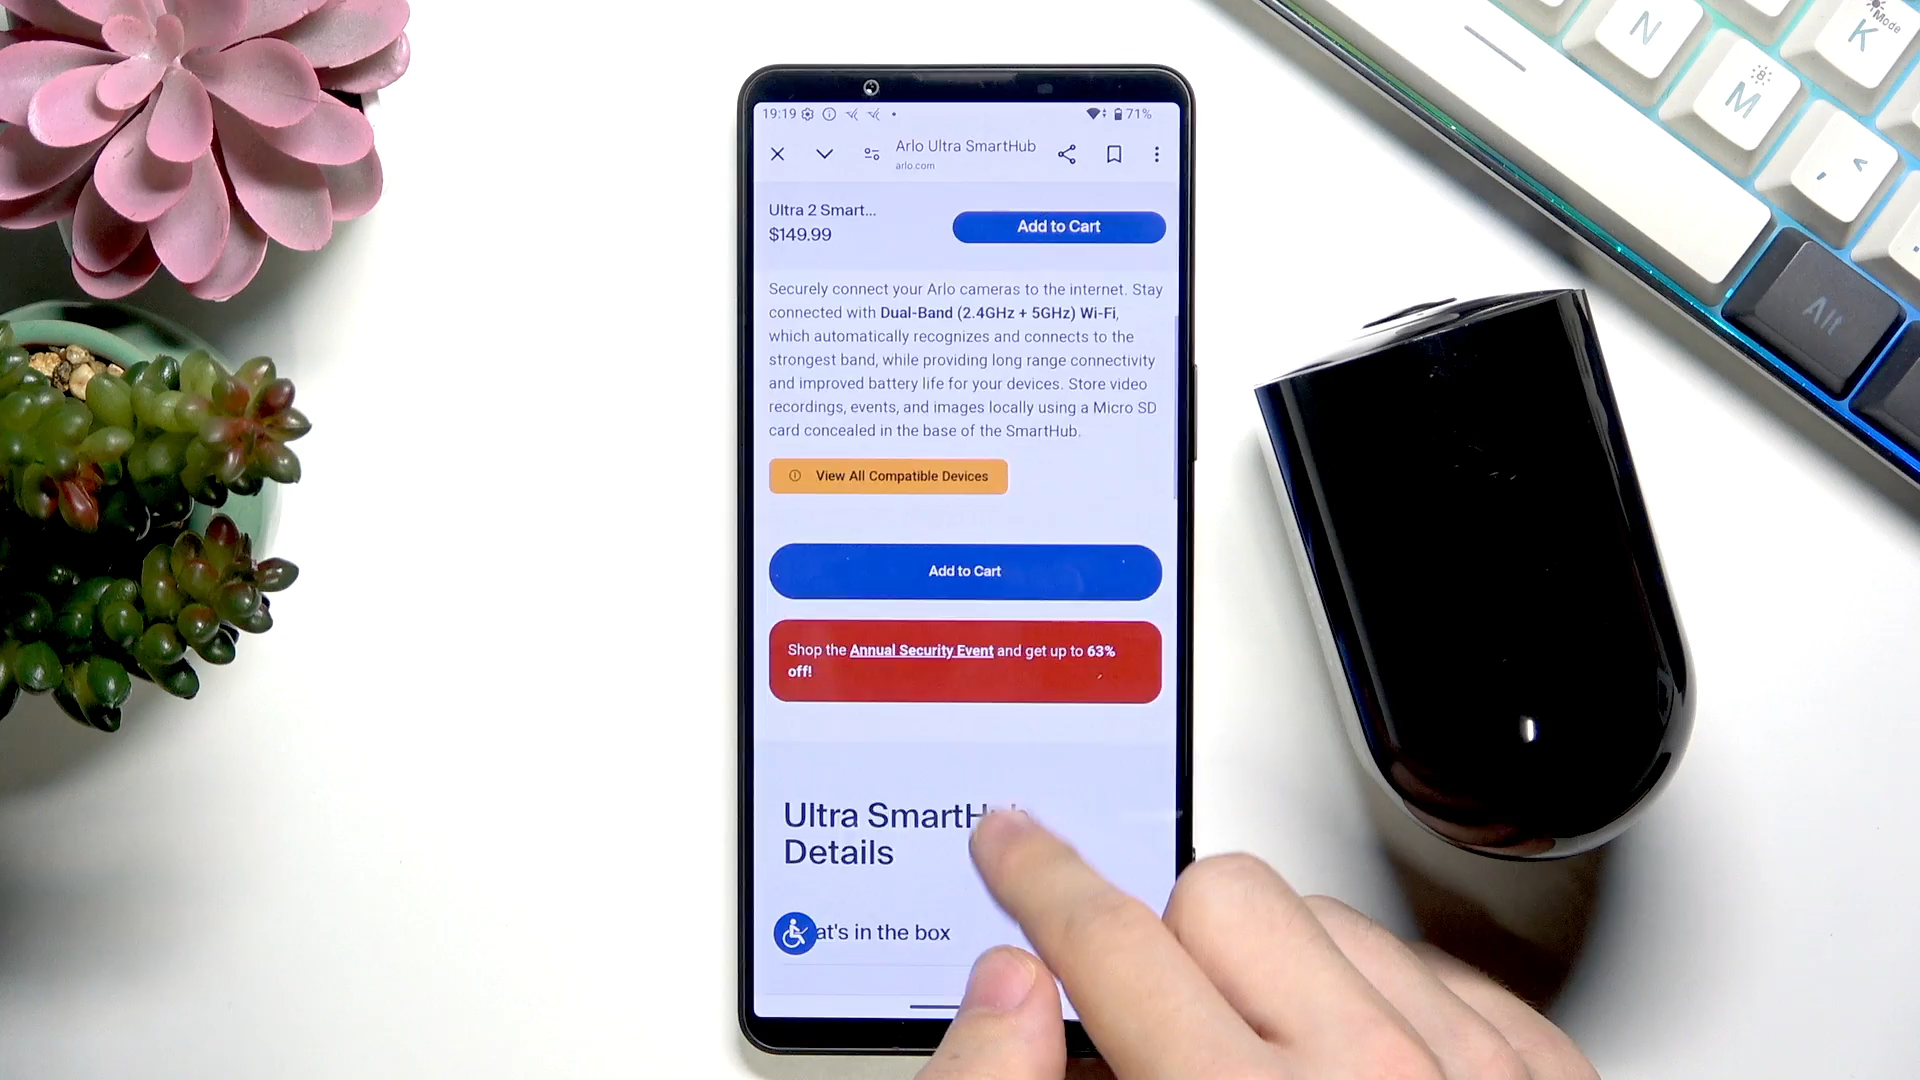 19:19
71%
Arlo Ultra SmartHub
arlo.com
Ultra 2 Smart...
$149.99
Add to Cart
Securely connect your Arlo cameras to the internet. Stay
connected with Dual-Band (2.4GHz + 5GHz) Wi-Fi,
which automatically recognizes and connects to the
strongest band, while providing long range connectivity
and improved battery life for your devices. Store video
recordings, events, and images locally using a Micro SD
card concealed in the base of the SmartHub.
View All Compatible Devices
Add to Cart
Shop the Annual Security Event and get up to 63%
off!
Ultra SmartHub
Details
at's in the box
N
M
K
Mode
Alt